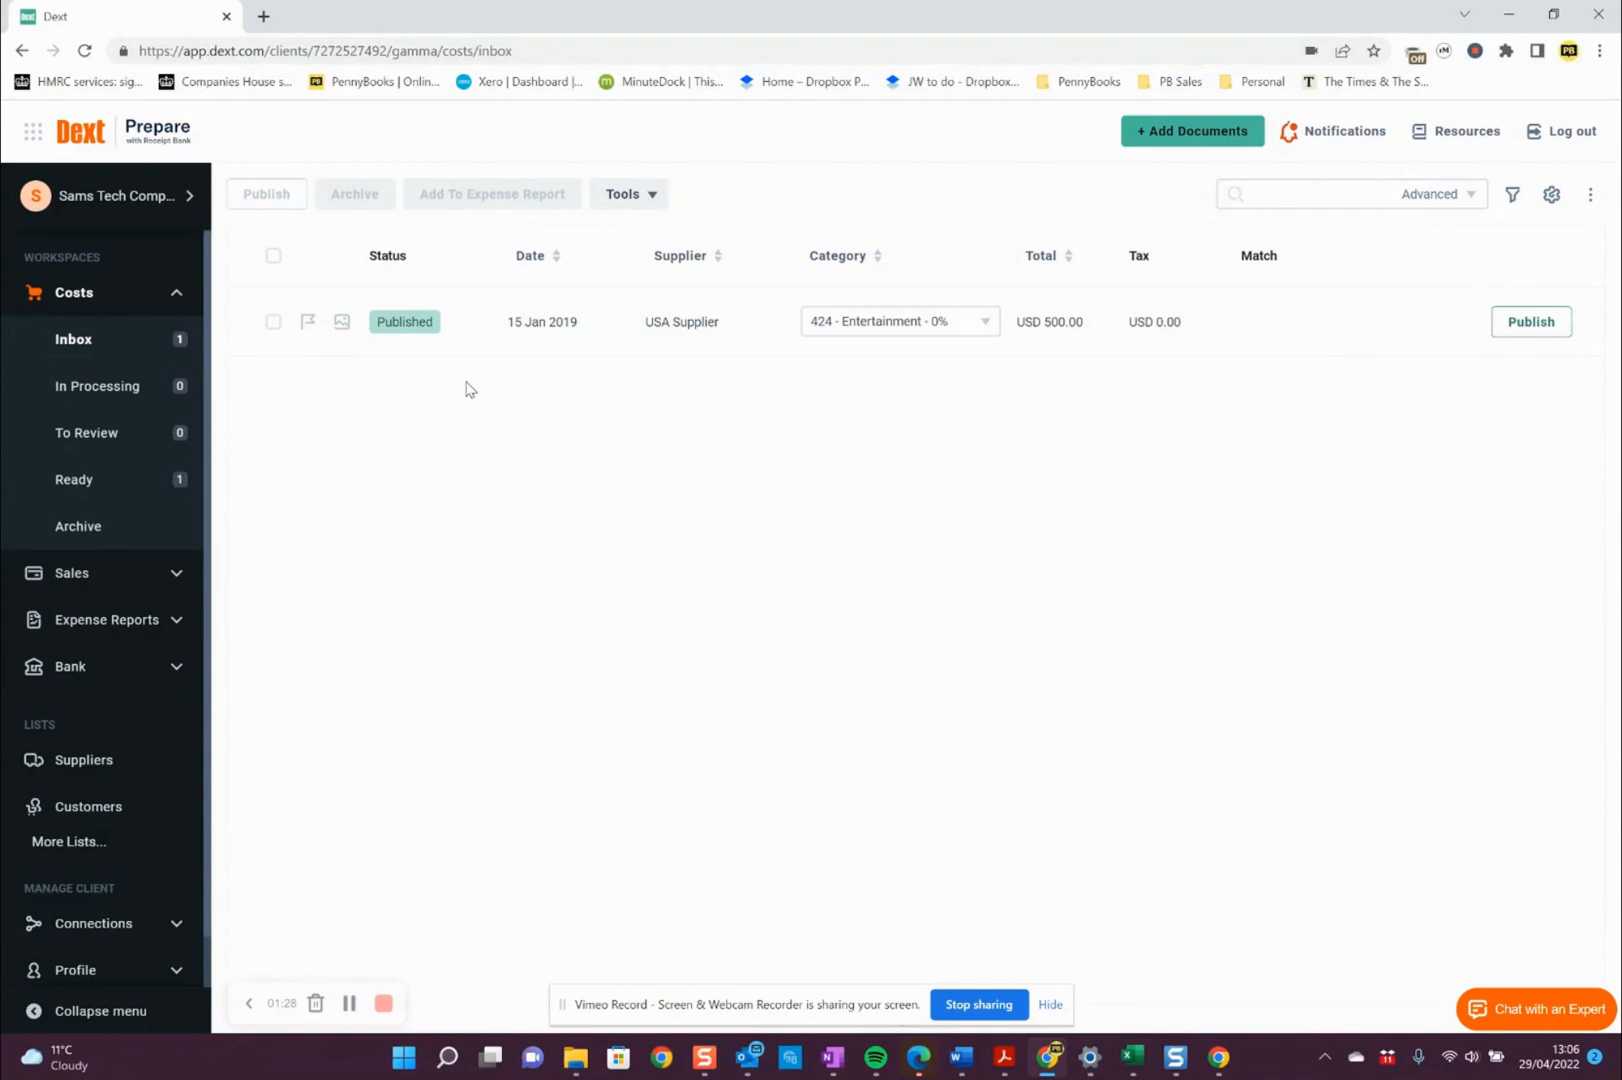 Dext
https://app.dext.com/clients/7272527492/gamma/costs/inbox
Off
PB
HMRC services: sig...
Companies House s...
PB
PennyBooks | Onlin...
Xero | Dashboard |...
MinuteDock | This...
Home – Dropbox P...
JW to do - Dropbox...
PennyBooks
PB Sales
Personal
T
The Times & The S...
Dext
Prepare
with Receipt Bank
+ Add Documents
Notifications
Resources
Log out
S
Sams Tech Comp...
Publish
Archive
Add To Expense Report
Tools
Advanced
WORKSPACES
Status
Date
Supplier
Category
Total
Tax
Match
Costs
Published
15 Jan 2019
USA Supplier
424 - Entertainment - 0%
USD 500.00
USD 0.00
Publish
Inbox 1
In Processing 0
To Review 0
Ready 1
Archive
Sales
Expense Reports
Bank
LISTS
Suppliers
Customers
More Lists...
MANAGE CLIENT
Connections
Profile
Collapse menu
01:28
Vimeo Record - Screen & Webcam Recorder is sharing your screen.
Stop sharing
Hide
Chat with an Expert
11°C
Cloudy
13:06
29/04/2022
2